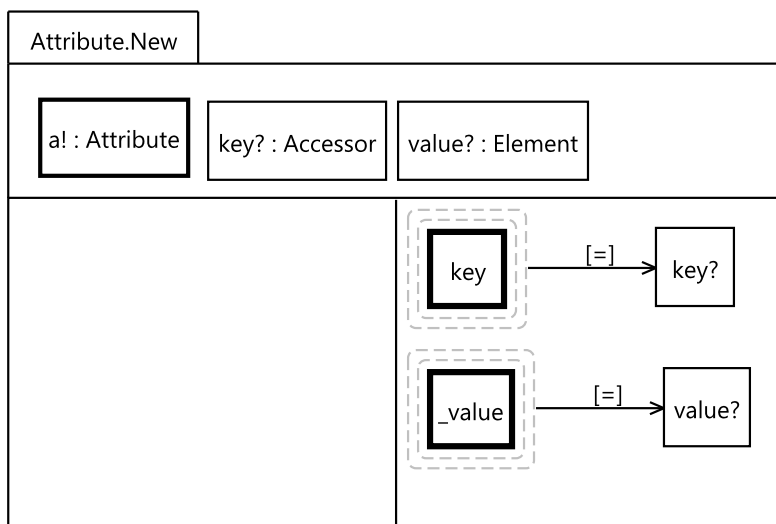 Attribute.New
a! : Attribute
key? : Accessor
value? : Element
key
[=]
key?
_value
[=]
value?